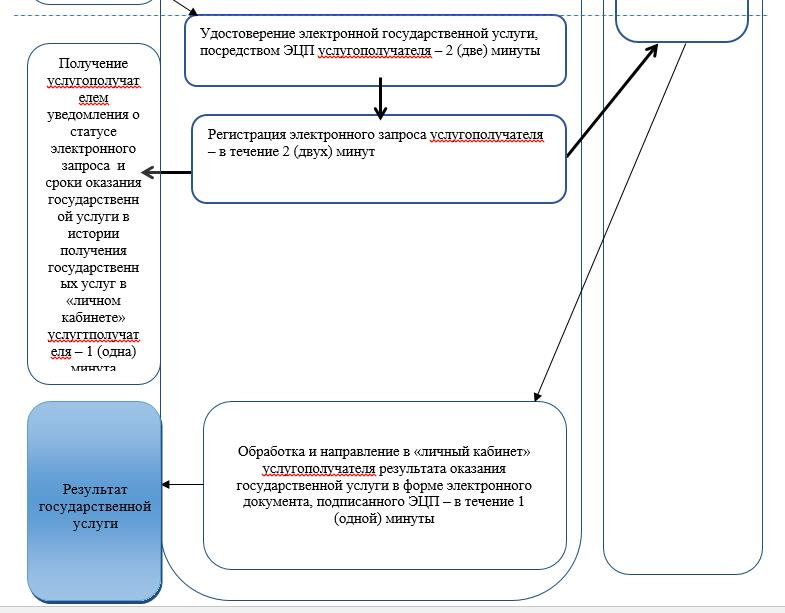 Удостоверение электронной государственной услуги,
посредством ЭЦП услугополучателя – 2 (две) минуты
Получение
услугополучат
елем
уведомления о
статусе
электронного
запроса и
сроки оказания
государственн
ой услуги в
истории
получения
государственн
ых услуг в
«личном
кабинете»
услугтполучат
еля – 1 (одна)
минута
Регистрация электронного запроса услугополучателя
– в течение 2 (двух) минут
Обработка и направление в «личный кабинет»
услугополучателя результата оказания
государственной услуги в форме электронного
документа, подписанного ЭЦП – в течение 1
(одной) минуты
Результат
государственной
услуги